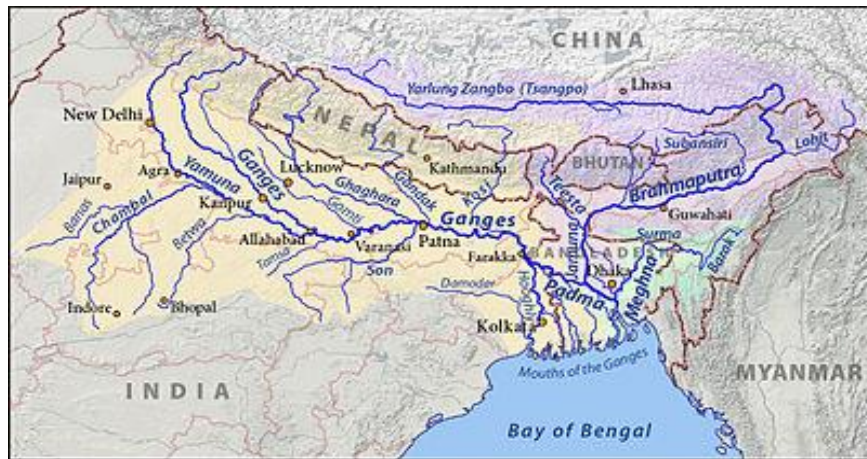 CHINA
Yarlung Zangbo (Tsangpo)
Lhasa
New Delhi
NEPAL
Subansiri
Lohit
BHUTAN
Kathmandu
Agra
Jaipur
Yamuna
Ganges
Lucknow
Ghaghara
Gandak
Kosi
Teesta
Brahmaputra
Guwahati
Banas
Chambal
Kanpur
Gomti
Ganges
Surma
Barak
Betwa
Allahabad
Varanasi
Patna
Farakka
BANGLADESH
Jamuna
Tamsa
Son
Dhaka
Meghna
Damodar
Hooghly
Padma
Indore
Bhopal
Kolkata
Mouths of the Ganges
INDIA
MYANMAR
Bay of Bengal